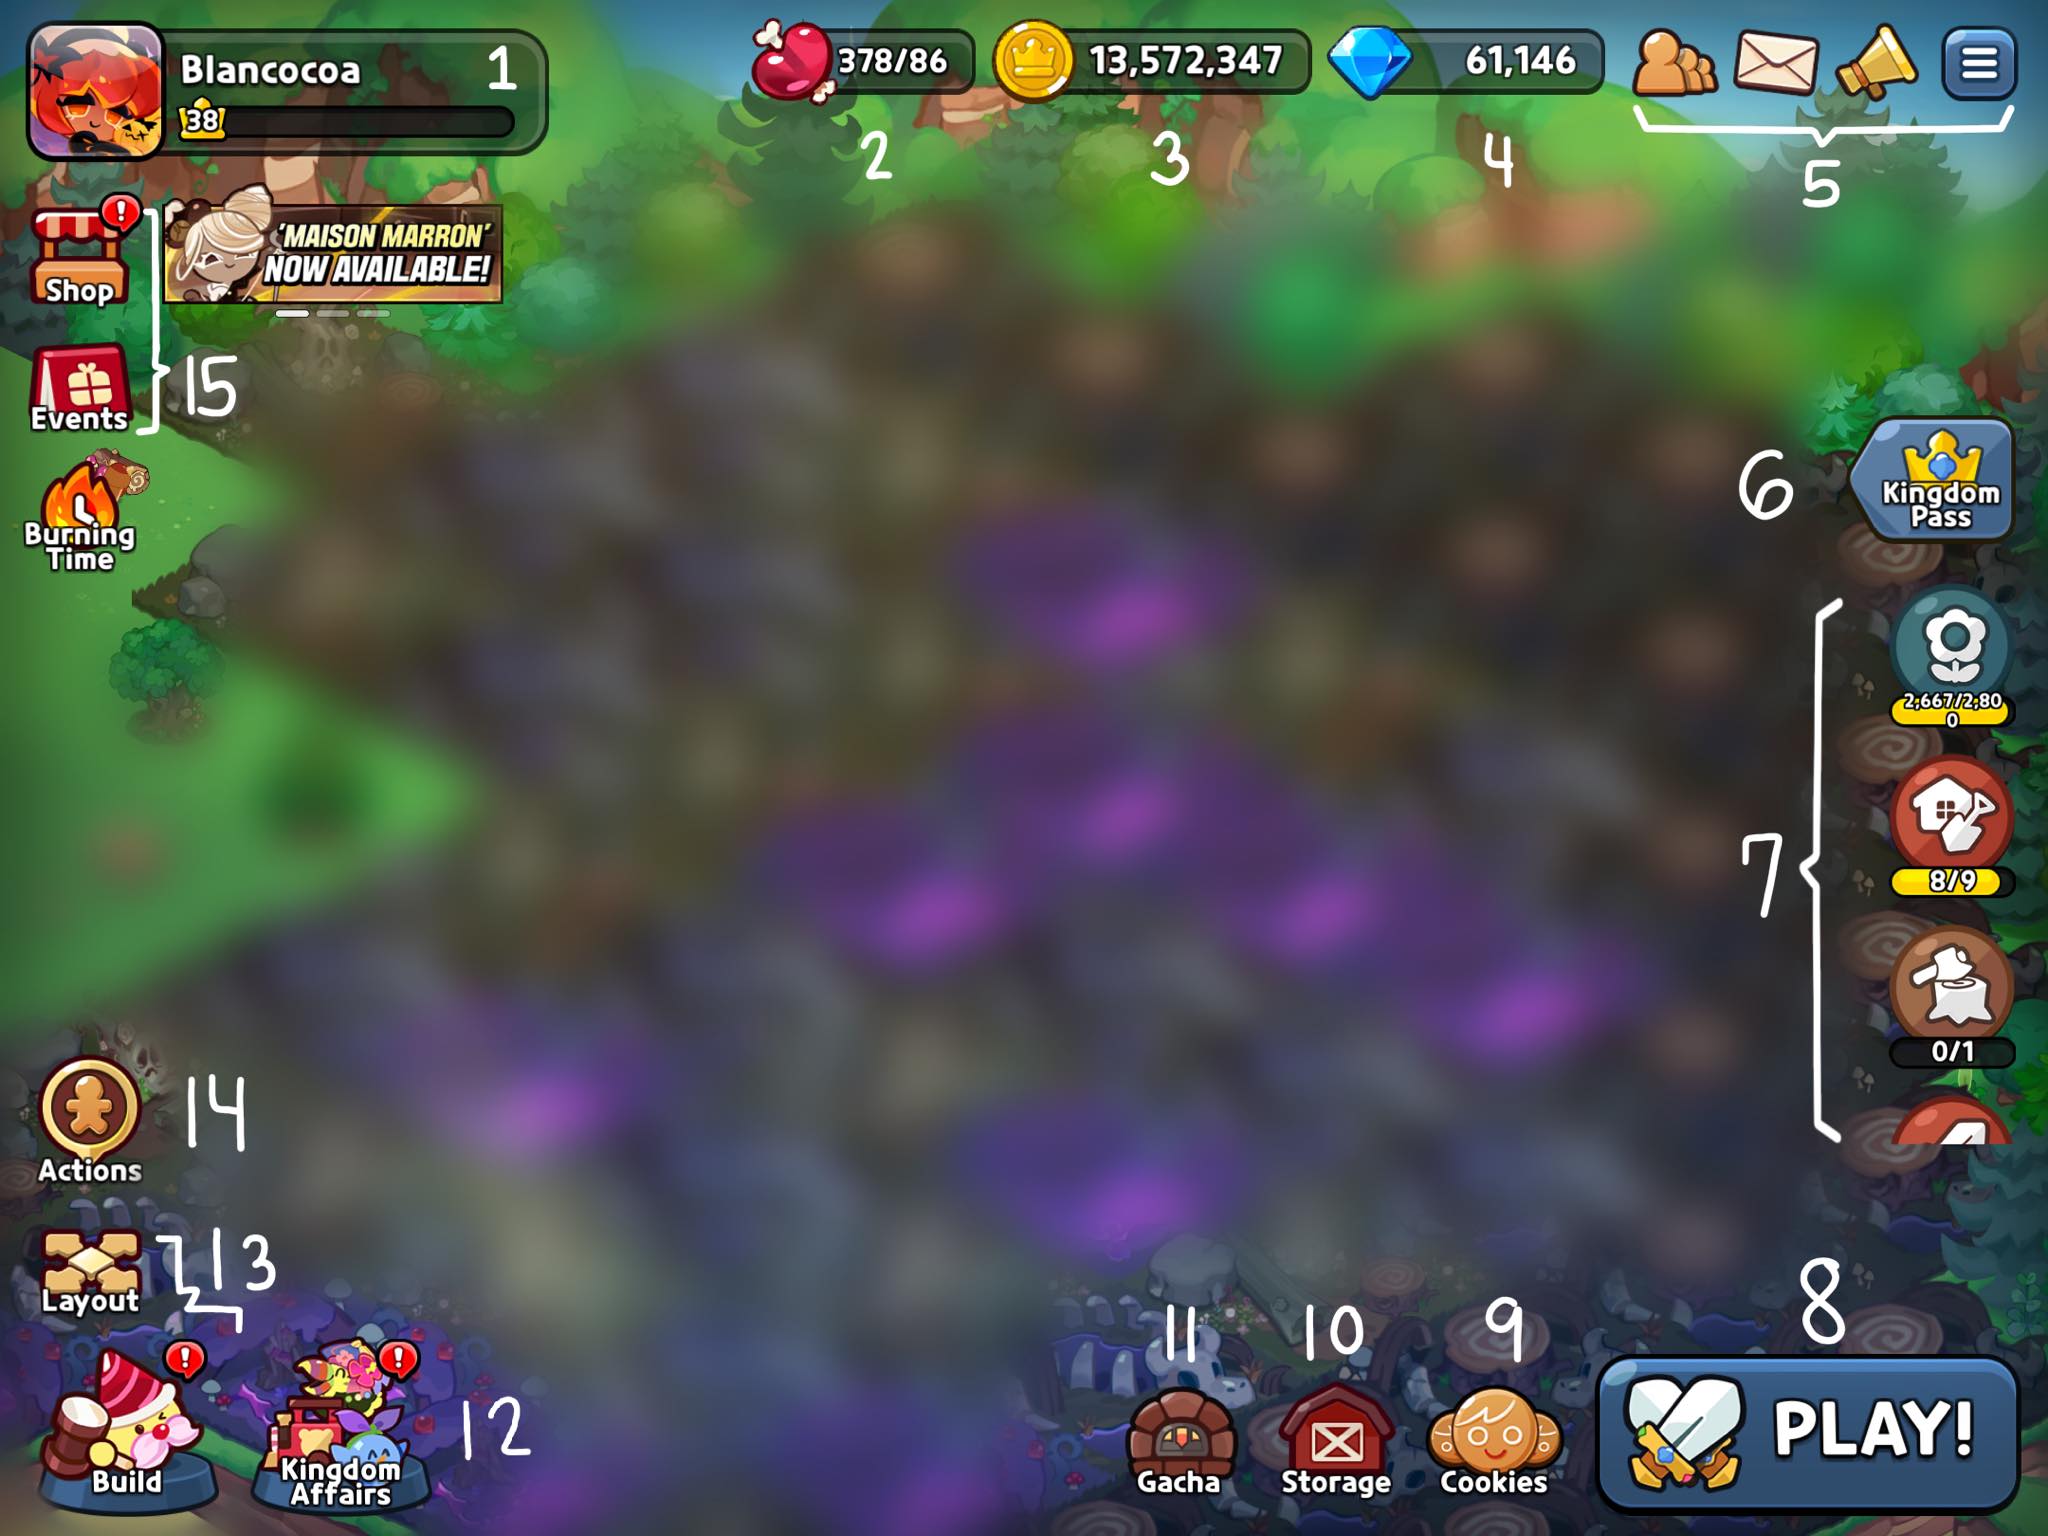 Blancocoa
1
38
378/86
13,572,347
61,146
2
3
4
5
!
Shop
'MAISON MARRON'
NOW AVAILABLE!
15
Events
Burning
Time
6
Kingdom
Pass
7
2,667/2,80
0
8/9
0/1
14
Actions
13
Layout
8
11
10
9
!
Build
!
Kingdom
Affairs
12
Gacha
Storage
Cookies
PLAY!